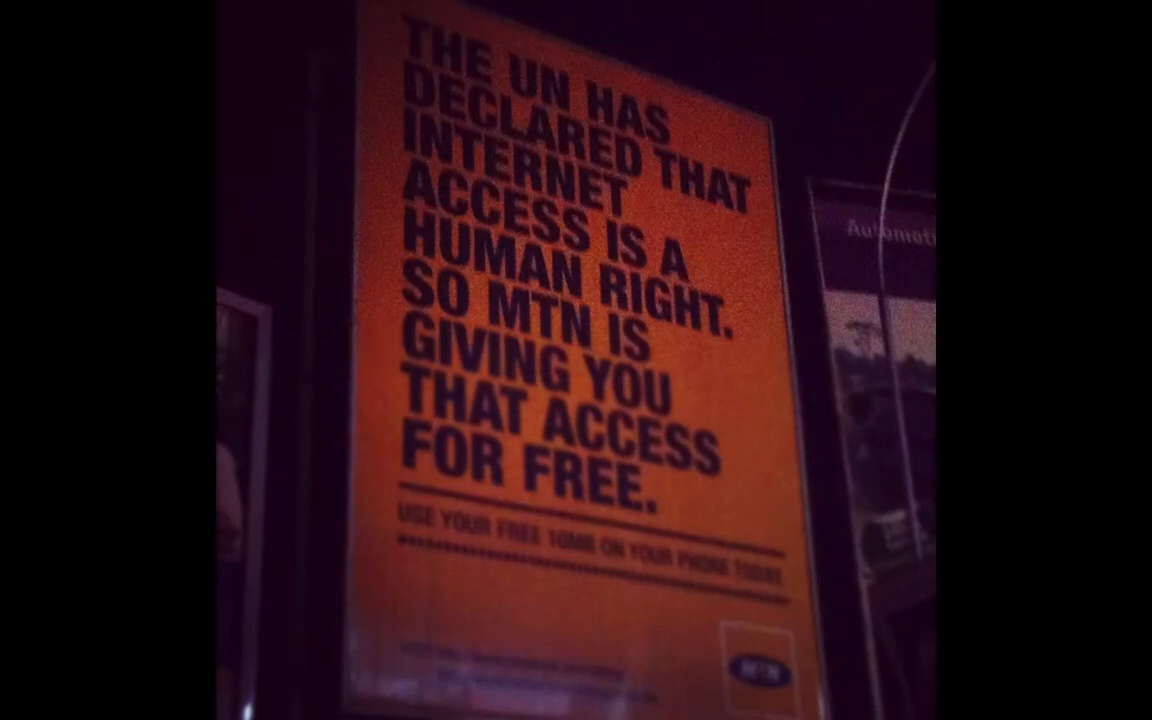 THE UN HAS
DECLARED THAT
INTERNET
ACCESS IS A
HUMAN RIGHT.
SO MTN IS
GIVING YOU
THAT ACCESS
FOR FREE.
USE YOUR FREE 10MB ON YOUR PHONE TODAY.
MTN
Automoti